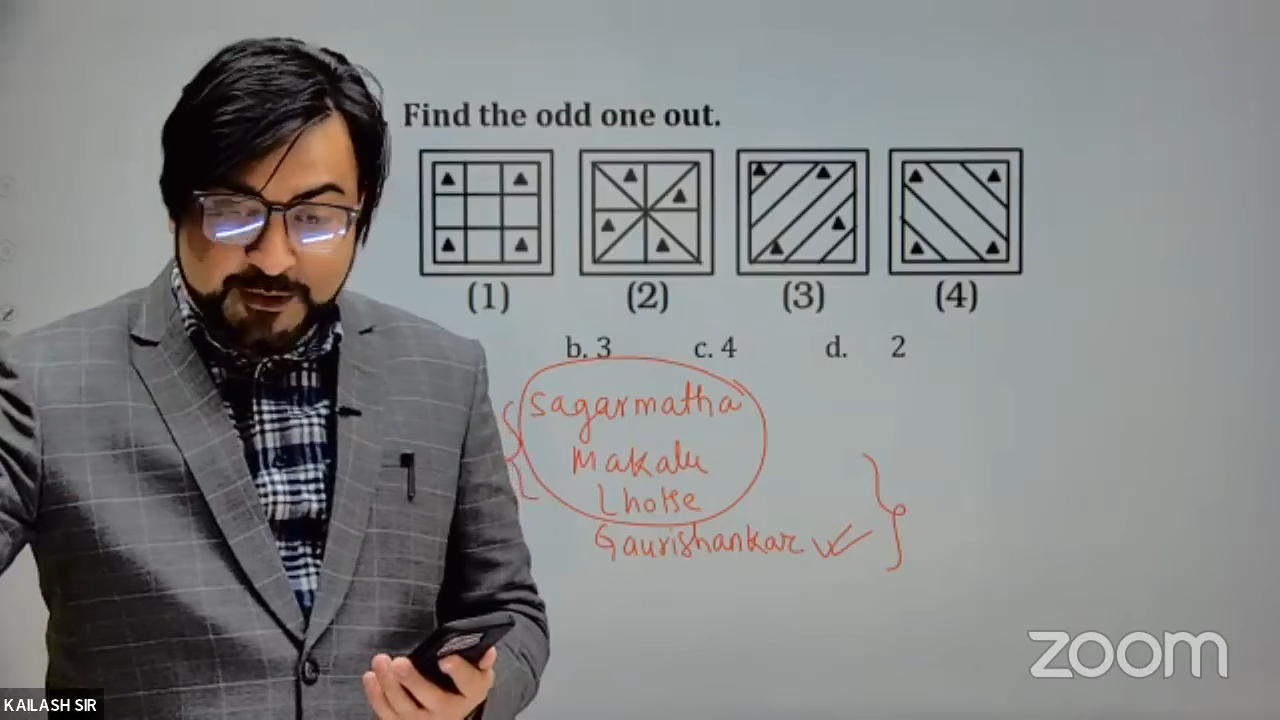 Find the odd one out.
(1) (2) (3) (4)
b. 3 c. 4 d. 2
Sagarmatha
Makalu
Lhotse
Gaurishankar
zoom
KAILASH SIR